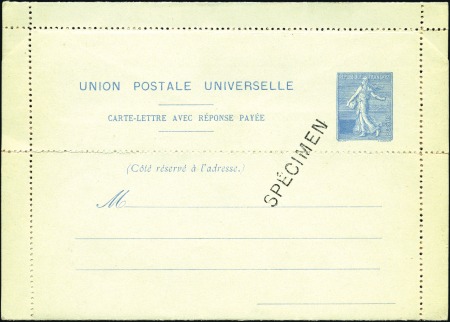 UNION POSTALE UNIVERSELLE
CARTE-LETTRE AVEC RÉPONSE PAYÉE
SPÉCIMEN
(Côté réservé à l'adresse.)
M